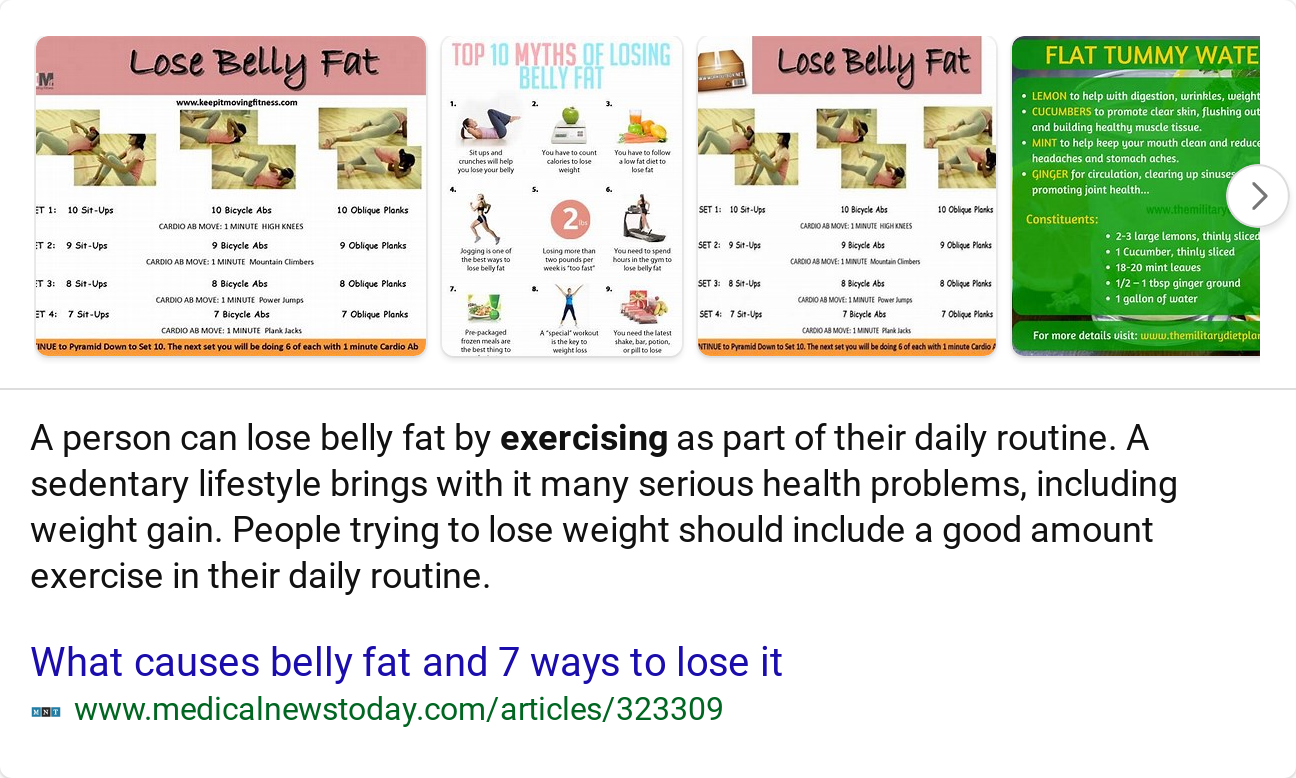 Lose Belly Fat
www.keepitmovingfitness.com
ET 1: 10 Sit-Ups 10 Bicycle Abs 10 Oblique Planks
CARDIO AB MOVE: 1 MINUTE HIGH KNEES
ET 2: 9 Sit-Ups 9 Bicycle Abs 9 Oblique Planks
CARDIO AB MOVE: 1 MINUTE Mountain Climbers
ET 3: 8 Sit-Ups 8 Bicycle Abs 8 Oblique Planks
CARDIO AB MOVE: 1 MINUTE Power Jumps
ET 4: 7 Sit-Ups 7 Bicycle Abs 7 Oblique Planks
CARDIO AB MOVE: 1 MINUTE Plank Jacks
TINUE to Pyramid Down to Set 10. The next set you will be doing 6 of each with 1 minute Cardio Ab
TOP 10 MYTHS OF LOSING
BELLY FAT
1. 2. 3.
Sit ups and
crunches will help
you lose your belly
You have to count
calories to lose
weight
You have to follow
a low fat diet to
lose fat
4. 5. 6.
2 lbs
Jogging is one of
the best ways to
lose belly fat
Losing more than
two pounds per
week is "too fast"
You need to spend
hours in the gym to
lose belly fat
7. 8. 9.
Pre-packaged
frozen meals are
the best thing to
A "special" workout
is the key to
weight loss
You need the latest
shake, bar, potion,
or pill to lose
Lose Belly Fat
SET 1: 10 Sit-Ups 10 Bicycle Abs 10 Oblique Planks
CARDIO AB MOVE: 1 MINUTE HIGH KNEES
SET 2: 9 Sit-Ups 9 Bicycle Abs 9 Oblique Planks
CARDIO AB MOVE: 1 MINUTE Mountain Climbers
SET 3: 8 Sit-Ups 8 Bicycle Abs 8 Oblique Planks
CARDIO AB MOVE: 1 MINUTE Power Jumps
SET 4: 7 Sit-Ups 7 Bicycle Abs 7 Oblique Planks
CARDIO AB MOVE: 1 MINUTE Plank Jacks
NTINUE to Pyramid Down to Set 10. The next set you will be doing 6 of each with 1 minute Cardio A
FLAT TUMMY WATE
• LEMON to help with digestion, wrinkles, weight
• CUCUMBERS to promote clear skin, flushing out
and building healthy muscle tissue.
• MINT to help keep your mouth clean and reduce
headaches and stomach aches.
• GINGER for circulation, clearing up sinuses
promoting joint health...
www.themilitary
Constituents:
• 2-3 large lemons, thinly sliced
• 1 Cucumber, thinly sliced
• 18-20 mint leaves
• 1/2 – 1 tbsp ginger ground
• 1 gallon of water
For more details visit: www.themilitarydietplan
A person can lose belly fat by exercising as part of their daily routine. A
sedentary lifestyle brings with it many serious health problems, including
weight gain. People trying to lose weight should include a good amount
exercise in their daily routine.
What causes belly fat and 7 ways to lose it
MNT www.medicalnewstoday.com/articles/323309